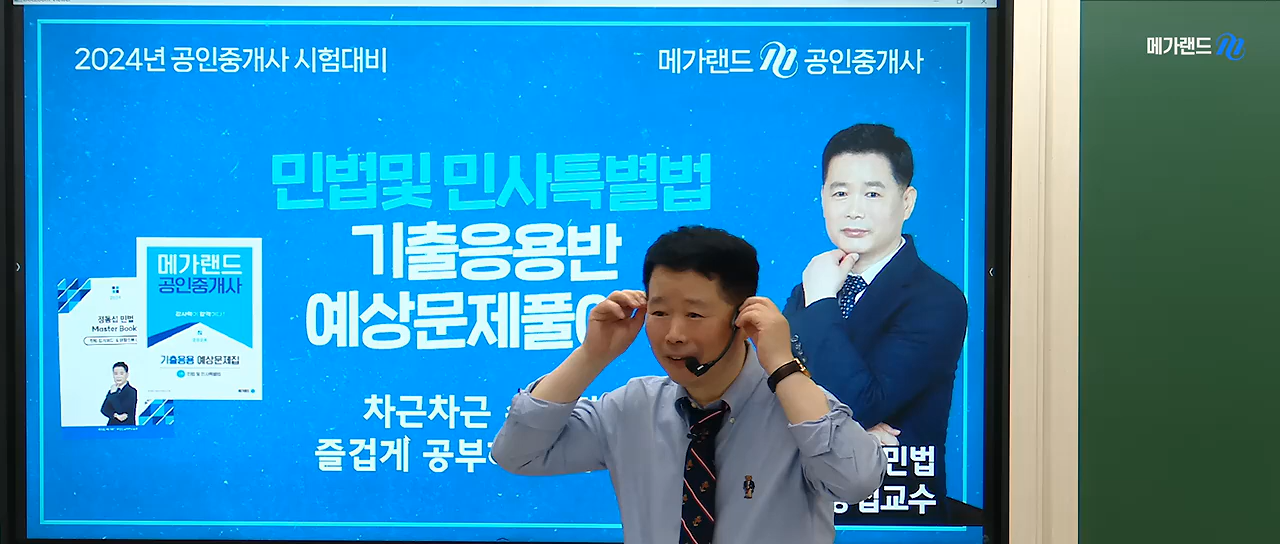 2024년 공인중개사 시험대비
메가랜드 공인중개사
메가랜드
민법및 민사특별법
기출응용반
예상문제풀이
차근차근
즐겁게 공부하
메가랜드
공인중개사
기출응용 예상문제집
정동섭 민법
Master Book
민법
교수